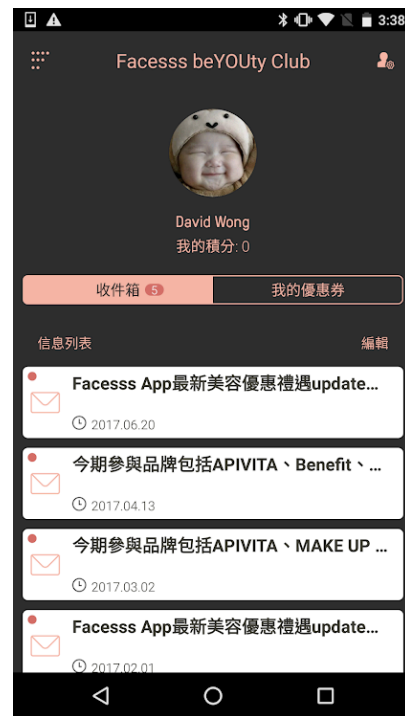 3:38
Facesss beYOUty Club
David Wong
我的積分: 0
收件箱 5
我的優惠券
信息列表
編輯
Facesss App最新美容優惠禮遇update...
2017.06.20
今期參與品牌包括APIVITA、Benefit、...
2017.04.13
今期參與品牌包括APIVITA、MAKE UP ...
2017.03.02
Facesss App最新美容優惠禮遇update...
2017.02.01